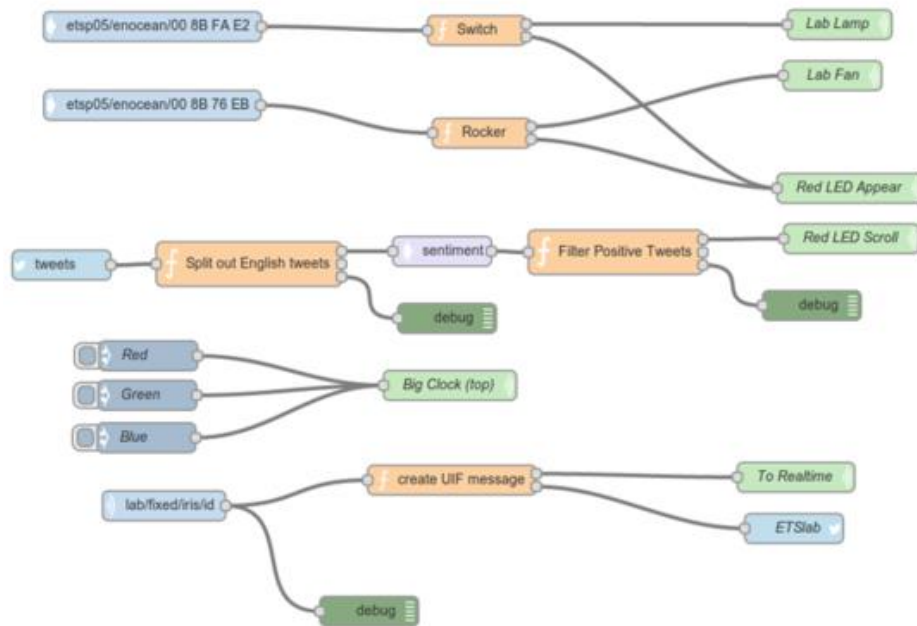 etsp05/enocean/00 8B FA E2
Switch
Lab Lamp
Lab Fan
etsp05/enocean/00 8B 76 EB
Rocker
Red LED Appear
tweets
Split out English tweets
sentiment
Filter Positive Tweets
Red LED Scroll
debug
debug
Red
Green
Blue
Big Clock (top)
lab/fixed/iris/id
create UIF message
To Realtime
ETSlab
debug